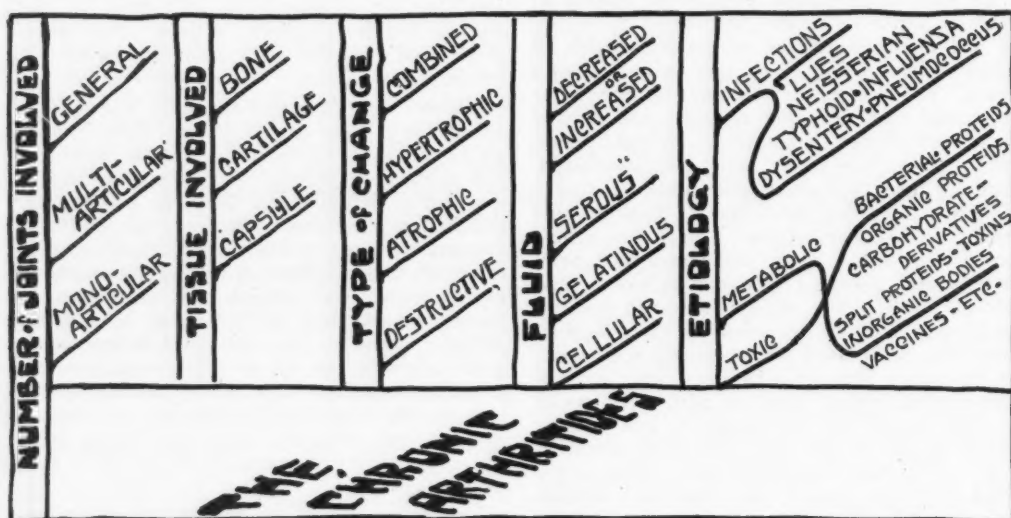 NUMBER of JOINTS INVOLVED
GENERAL
MULTI-
ARTICULAR
MONO-
ARTICULAR
TISSUE INVOLVED
BONE
CARTILAGE
CAPSULE
TYPE of CHANGE
COMBINED
HYPERTROPHIC
ATROPHIC
DESTRUCTIVE
FLUID
DECREASED
OR
INCREASED
SEROUS
GELATINOUS
CELLULAR
ETIOLOGY
INFECTIONS
LUES
NEISSERIAN
TYPHOID•INFLUENSA
DYSENTERY•PNEUMOCOCCUS
METABOLIC
TOXIC
BACTERIAL•PROTEIDS
ORGANIC PROTEIDS
CARBOHYDRATE-
DERIVATIVES
SPLIT PROTEIDS-TOXINS
INORGANIC BODIES
VACCINES-ETC.
THE
CHRONIC
ARTHRITIDES